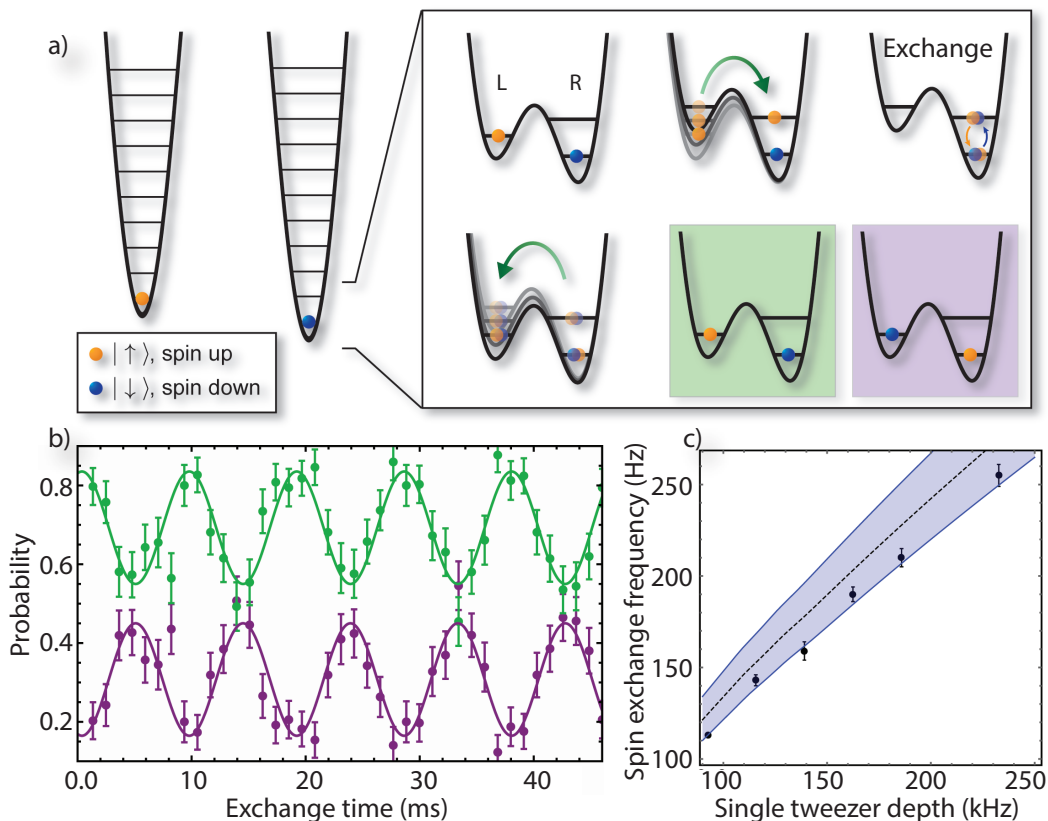 a)
L
R
Exchange
| ↑ ⟩, spin up
| ↓ ⟩, spin down
b)
Probability
0.8
0.6
0.4
0.2
0.0
10
20
30
40
Exchange time (ms)
c)
Spin exchange frequency (Hz)
250
200
150
100
100
150
200
250
Single tweezer depth (kHz)